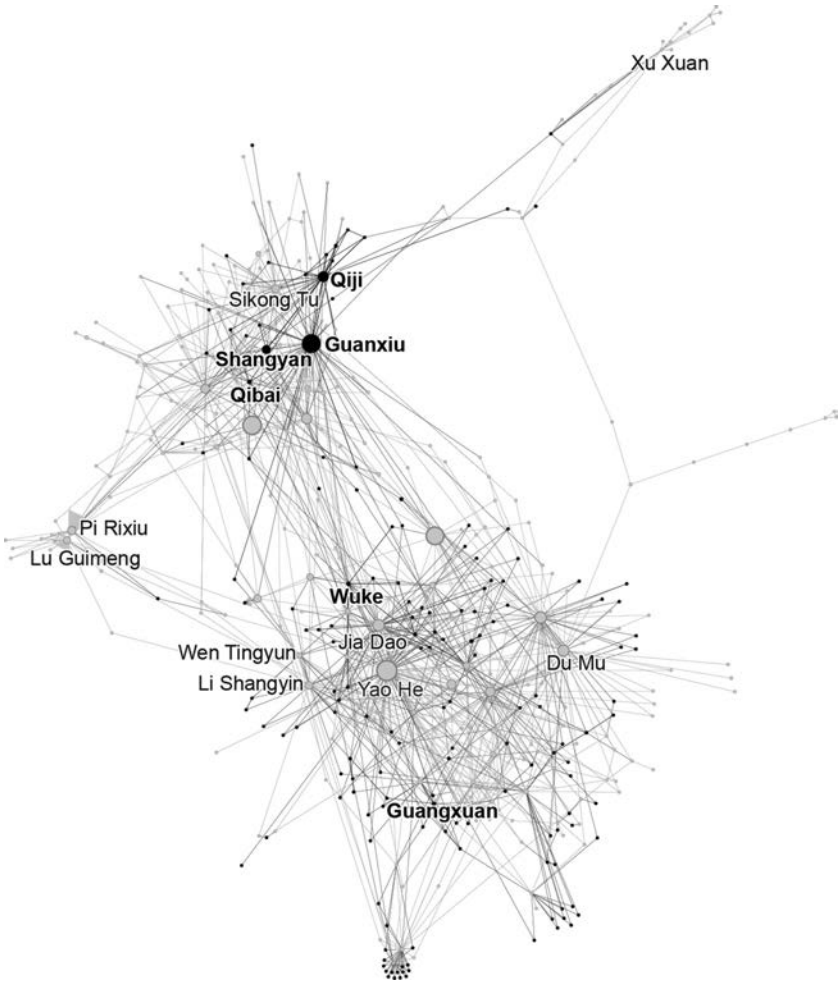 Xu Xuan
Qiji
Sikong Tu
Guanxiu
Shangyan
Qibai
Pi Rixiu
Lu Guimeng
Wuke
Jia Dao
Wen Tingyun
Du Mu
Li Shangyin
Yao He
Guangxuan